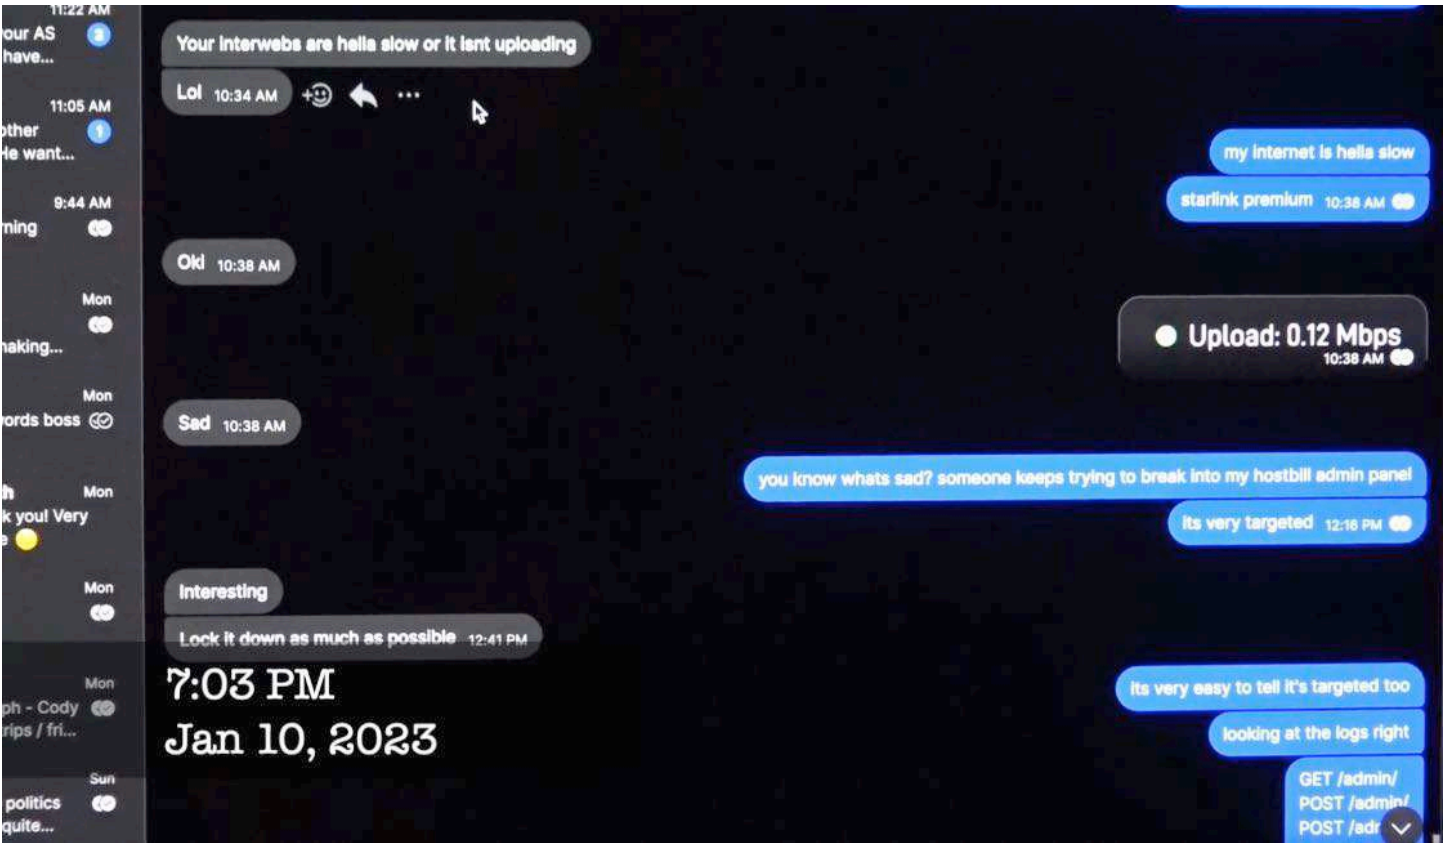 11:22 AM
our AS
3
have...
11:05 AM
other
1
He want...
9:44 AM
Mon
Mon
ords boss
Mon
k you! Very
Mon
Mon
ph - Cody
rips / fri...
Sun
politics
quite...
Your interwebs are hella slow or it isnt uploading
Lol 10:34 AM
my internet is hella slow
starlink premium 10:38 AM
Oki 10:38 AM
Upload: 0.12 Mbps
10:38 AM
Sad 10:38 AM
you know whats sad? someone keeps trying to break into my hostbill admin panel
its very targeted 12:16 PM
Interesting
Lock it down as much as possible 12:41 PM
7:03 PM
Jan 10, 2023
its very easy to tell it's targeted too
looking at the logs right
GET /admin/
POST /admin/
POST /adr